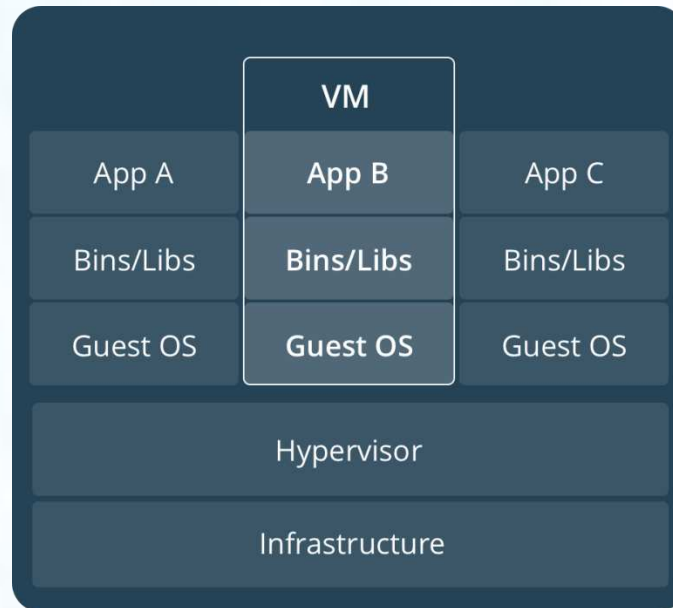 VM
App A App B App C
Bins/Libs Bins/Libs Bins/Libs
Guest OS Guest OS Guest OS
Hypervisor
Infrastructure